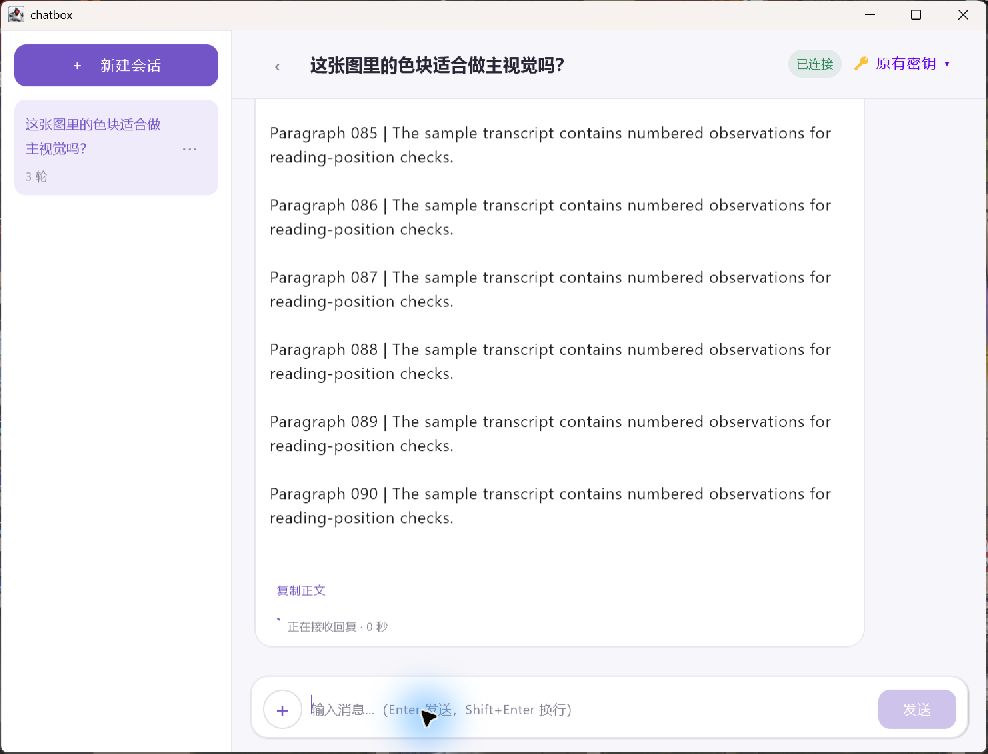 chatbox
+ 新建会话
这张图里的色块适合做
主视觉吗?
...
3 轮
‹ 这张图里的色块适合做主视觉吗?
已连接
原有密钥
Paragraph 085 | The sample transcript contains numbered observations for
reading-position checks.
Paragraph 086 | The sample transcript contains numbered observations for
reading-position checks.
Paragraph 087 | The sample transcript contains numbered observations for
reading-position checks.
Paragraph 088 | The sample transcript contains numbered observations for
reading-position checks.
Paragraph 089 | The sample transcript contains numbered observations for
reading-position checks.
Paragraph 090 | The sample transcript contains numbered observations for
reading-position checks.
复制正文
正在接收回复 · 0 秒
+ 输入消息... (Enter 发送, Shift+Enter 换行)
发送